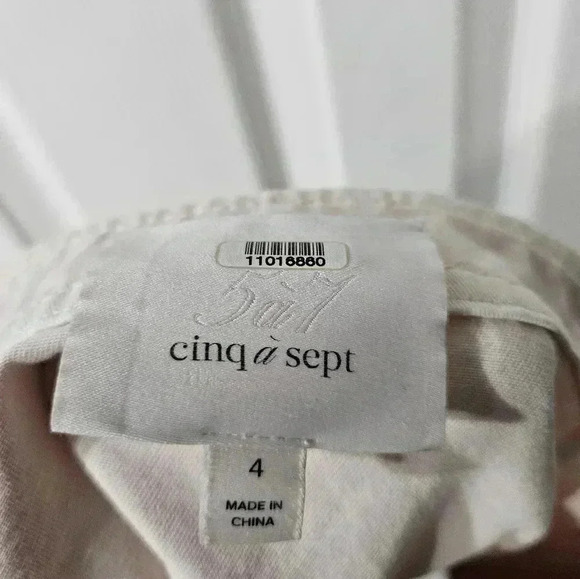 11016860
5à7
cinq à sept
4
MADE IN
CHINA